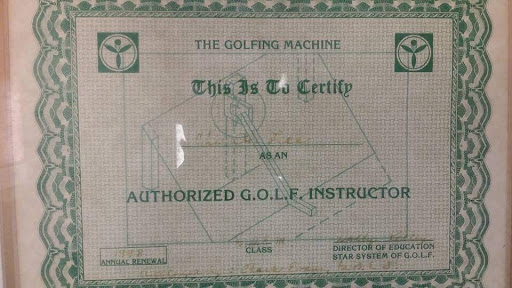 THE GOLFING MACHINE
This Is To Certify
AS AN
AUTHORIZED G.O.L.F. INSTRUCTOR
ANNUAL RENEWAL
CLASS
DIRECTOR OF EDUCATION
STAR SYSTEM OF G.O.L.F.